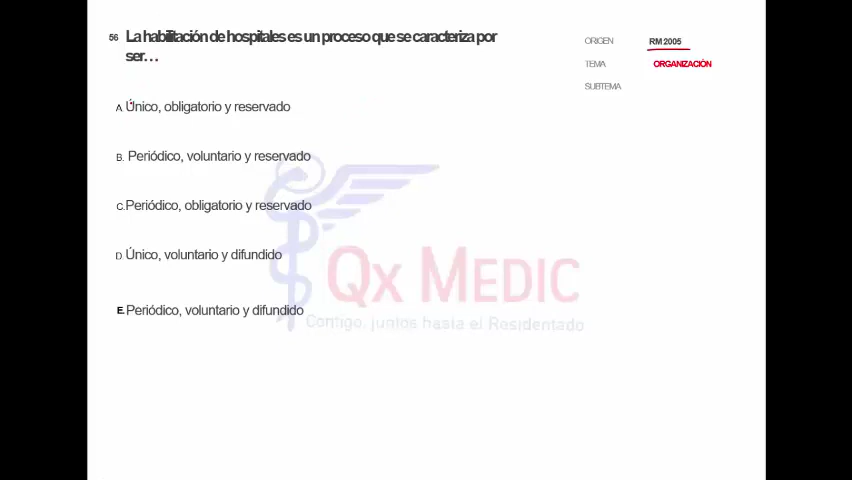 56 La habilitación de hospitales es un proceso que se caracteriza por
ser…
ORIGEN RM 2005
TEMA ORGANIZACIÓN
SUBTEMA
A. Único, obligatorio y reservado
B. Periódico, voluntario y reservado
C. Periódico, obligatorio y reservado
D. Único, voluntario y difundido
E. Periódico, voluntario y difundido
QX MEDIC
Contigo, juntos hasta el Residentado